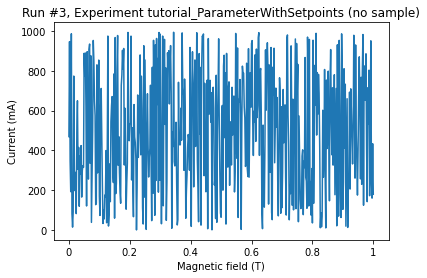 Run #3, Experiment tutorial_ParameterWithSetpoints (no sample)
1000
800
600
400
200
0
Current (mA)
0 0.2 0.4 0.6 0.8 1
Magnetic field (T)